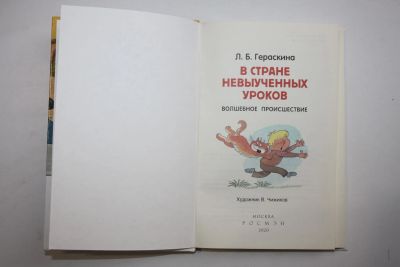 Л. Б. Гераскина
В СТРАНЕ
НЕВЫУЧЕННЫХ
УРОКОВ
ВОЛШЕБНОЕ ПРОИСШЕСТВИЕ
Художник В. Чижиков
МОСКВА
РОСМЭН
2020